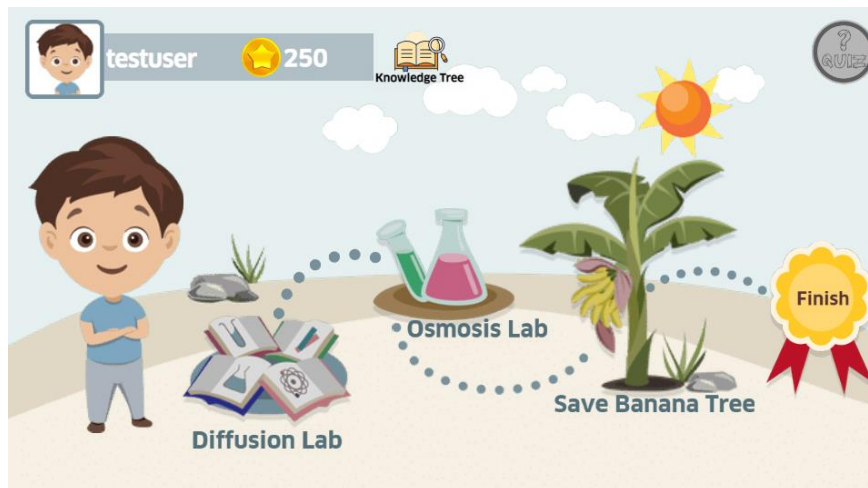 testuser
250
Knowledge Tree
?
QUIZ
Osmosis Lab
Finish
Save Banana Tree
Diffusion Lab